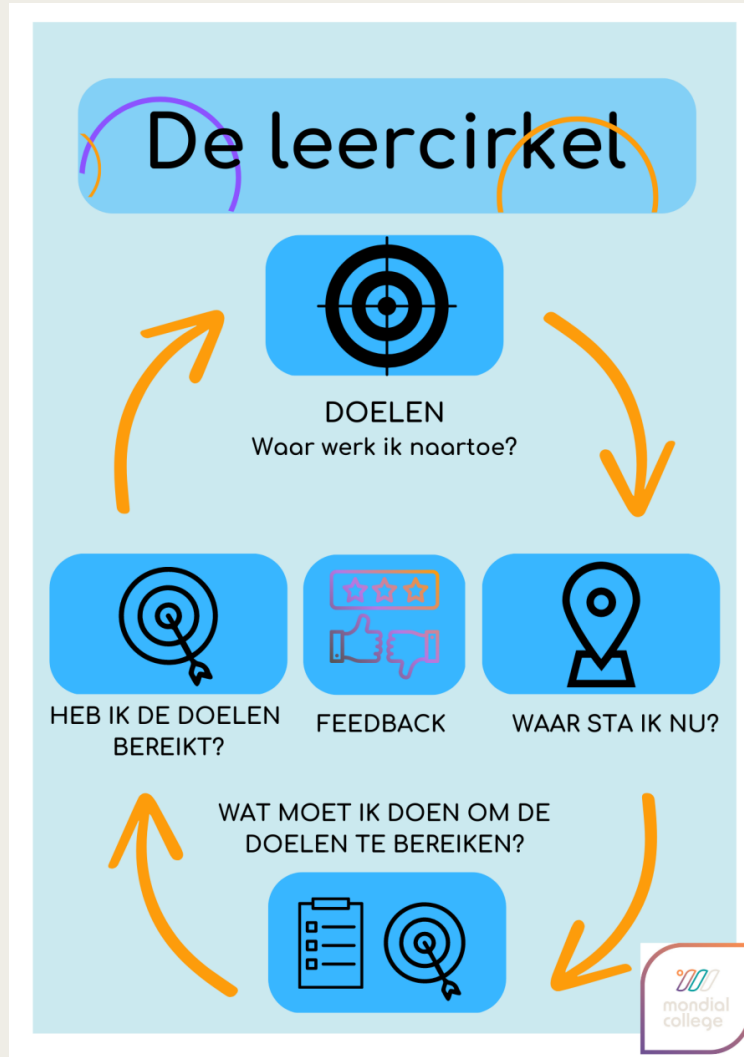 De leercirkel
DOELEN
Waar werk ik naartoe?
HEB IK DE DOELEN
BEREIKT?
FEEDBACK
WAAR STA IK NU?
WAT MOET IK DOEN OM DE
DOELEN TE BEREIKEN?
mondial
college